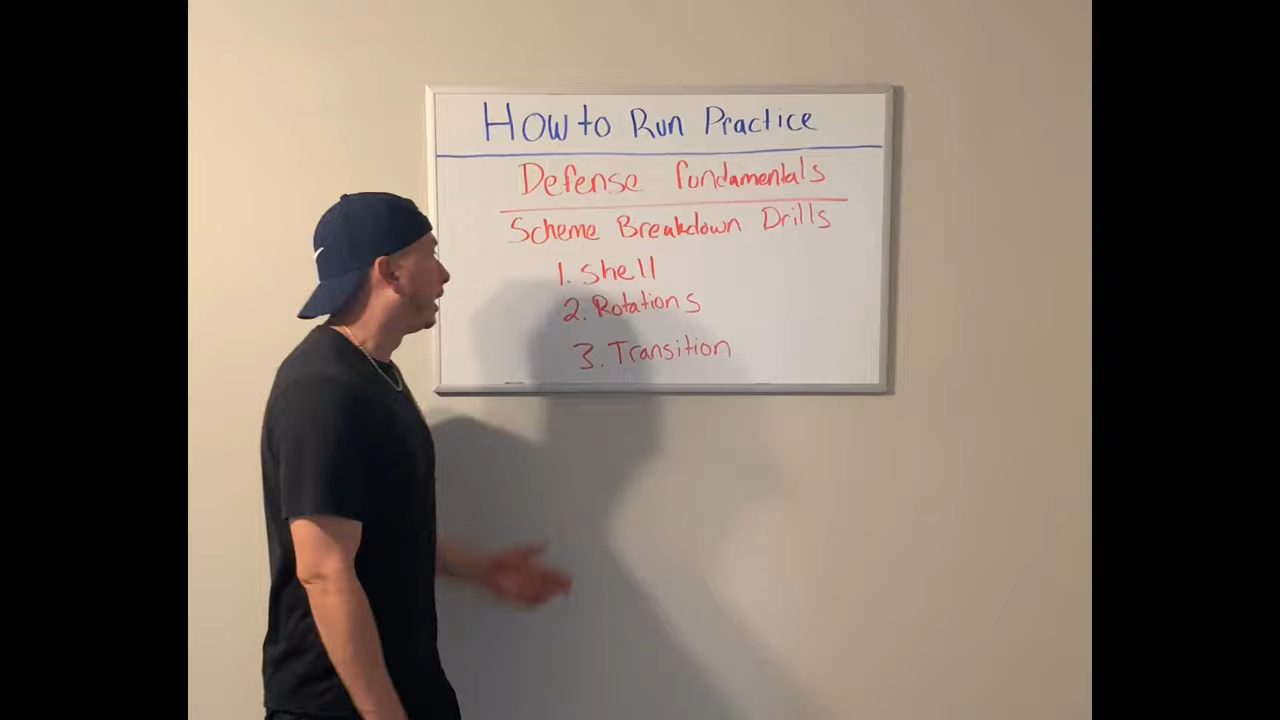 How to Run Practice
Defense Fundamentals
Scheme Breakdown Drills
1. Shell
2. Rotations
3. Transition